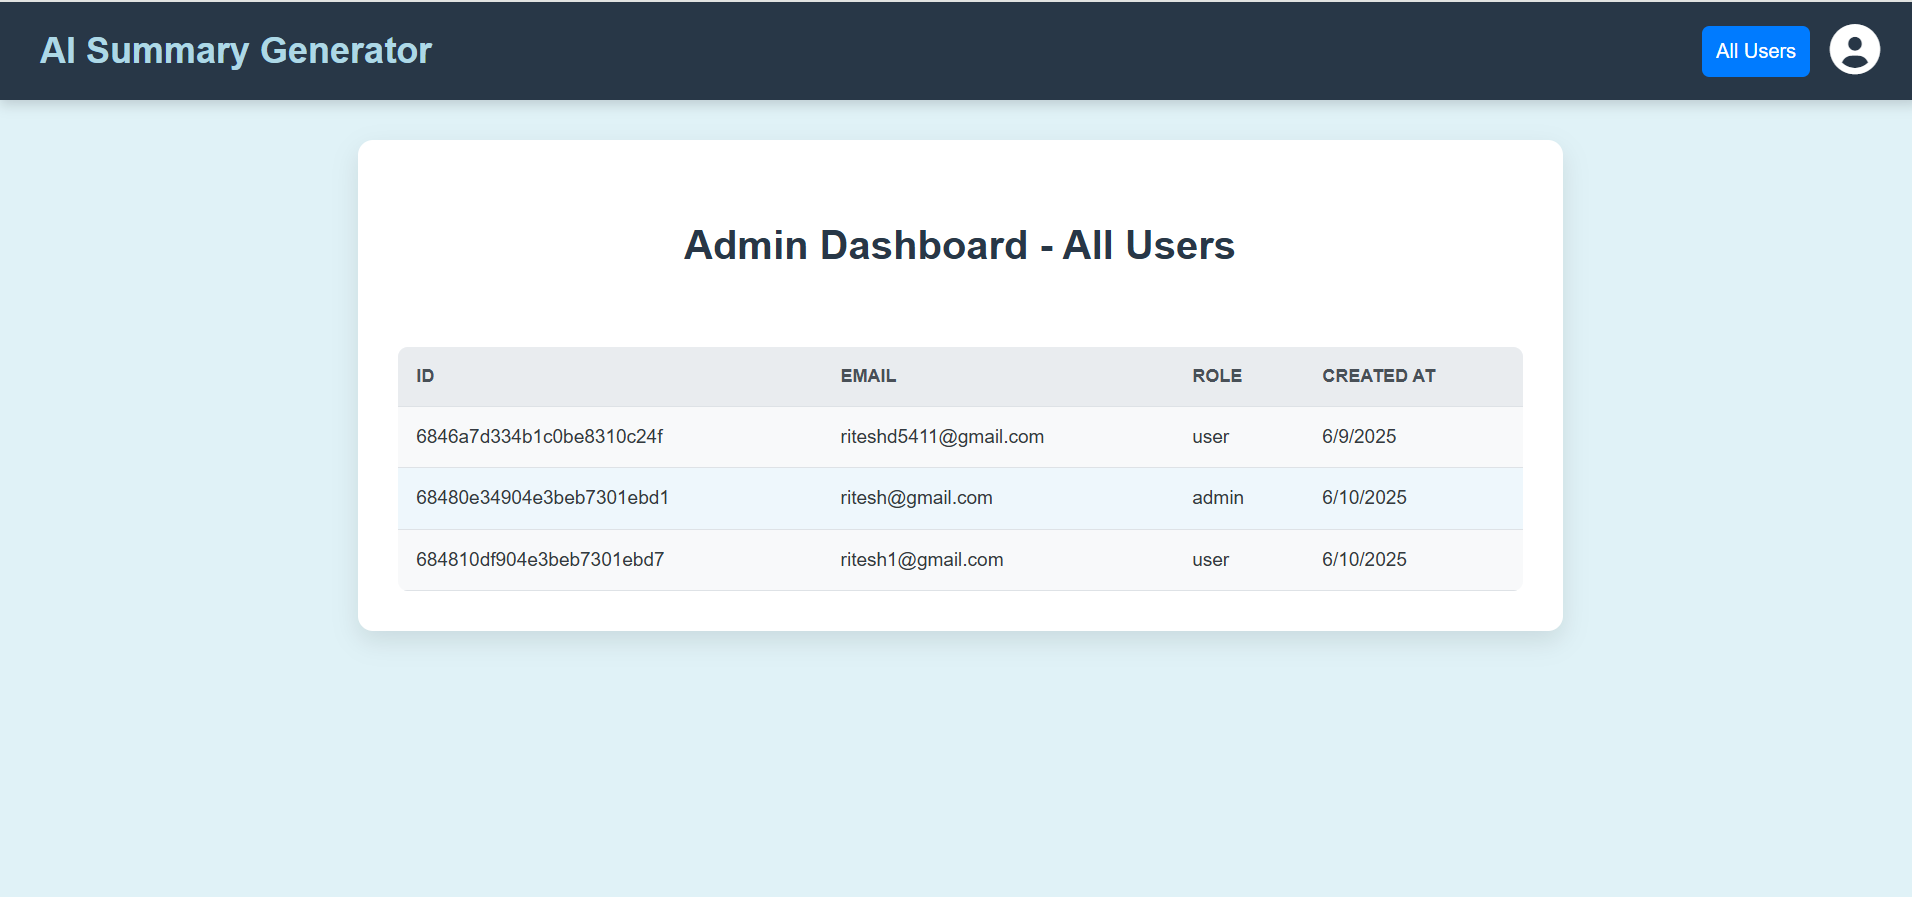 AI Summary Generator
All Users
Admin Dashboard - All Users
ID EMAIL ROLE CREATED AT
6846a7d334b1c0be8310c24f riteshd5411@gmail.com user 6/9/2025
68480e34904e3beb7301ebd1 ritesh@gmail.com admin 6/10/2025
684810df904e3beb7301ebd7 ritesh1@gmail.com user 6/10/2025